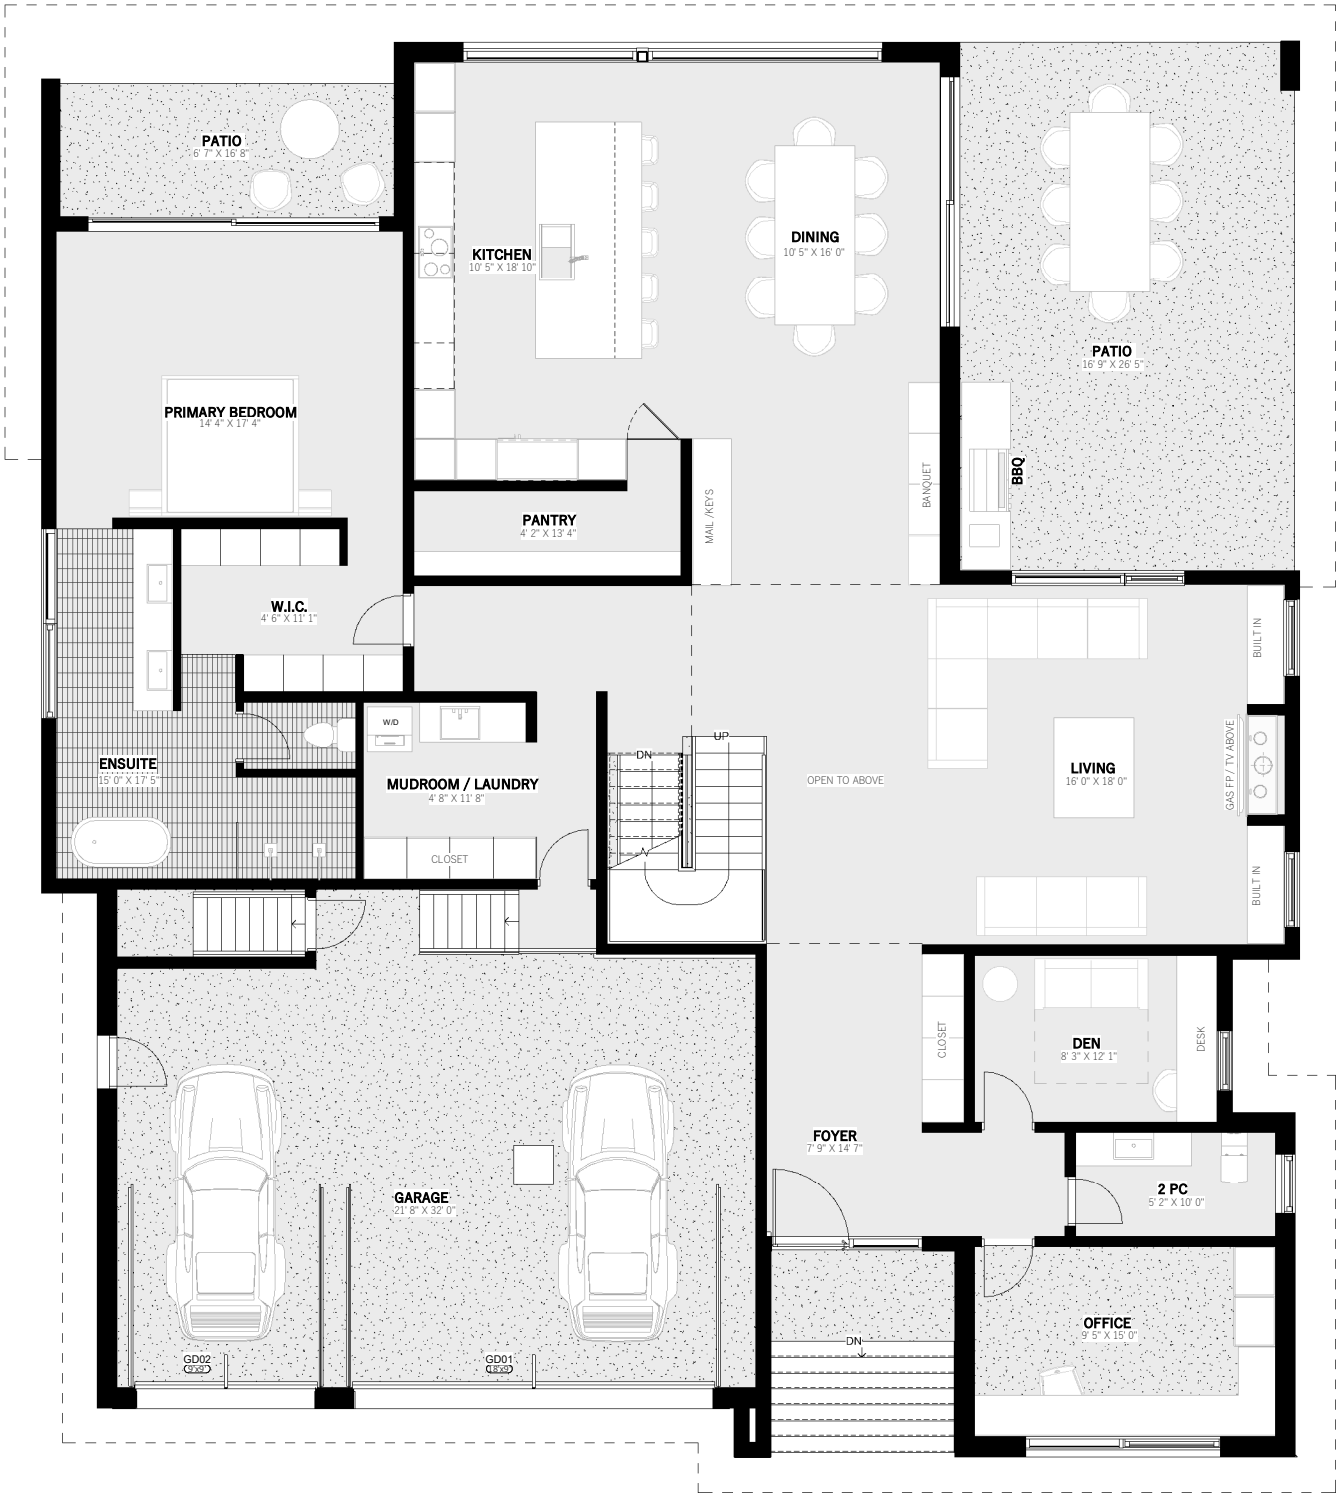 PATIO
6' 7" X 16' 8"
KITCHEN
10' 5" X 18' 10"
DINING
10' 5" X 16' 0"
PATIO
16' 9" X 26' 5"
PRIMARY BEDROOM
14' 4" X 17' 4"
BBQ
BANQUET
MAIL /KEYS
PANTRY
4' 2" X 13' 4"
W.I.C.
4' 6" X 11' 1"
BUILT IN
W/D
UP
DN
ENSUITE
15' 0" X 17' 5"
MUDROOM / LAUNDRY
4' 8" X 11' 8"
OPEN TO ABOVE
LIVING
16' 0" X 18' 0"
GAS FP / TV ABOVE
CLOSET
BUILT IN
CLOSET
DEN
8' 3" X 12' 1"
DESK
FOYER
7' 9" X 14' 7"
GARAGE
21' 8" X 32' 0"
2 PC
5' 2" X 10' 0"
OFFICE
9' 5" X 15' 0"
DN
GD02
9'x9'
GD01
18'x9'